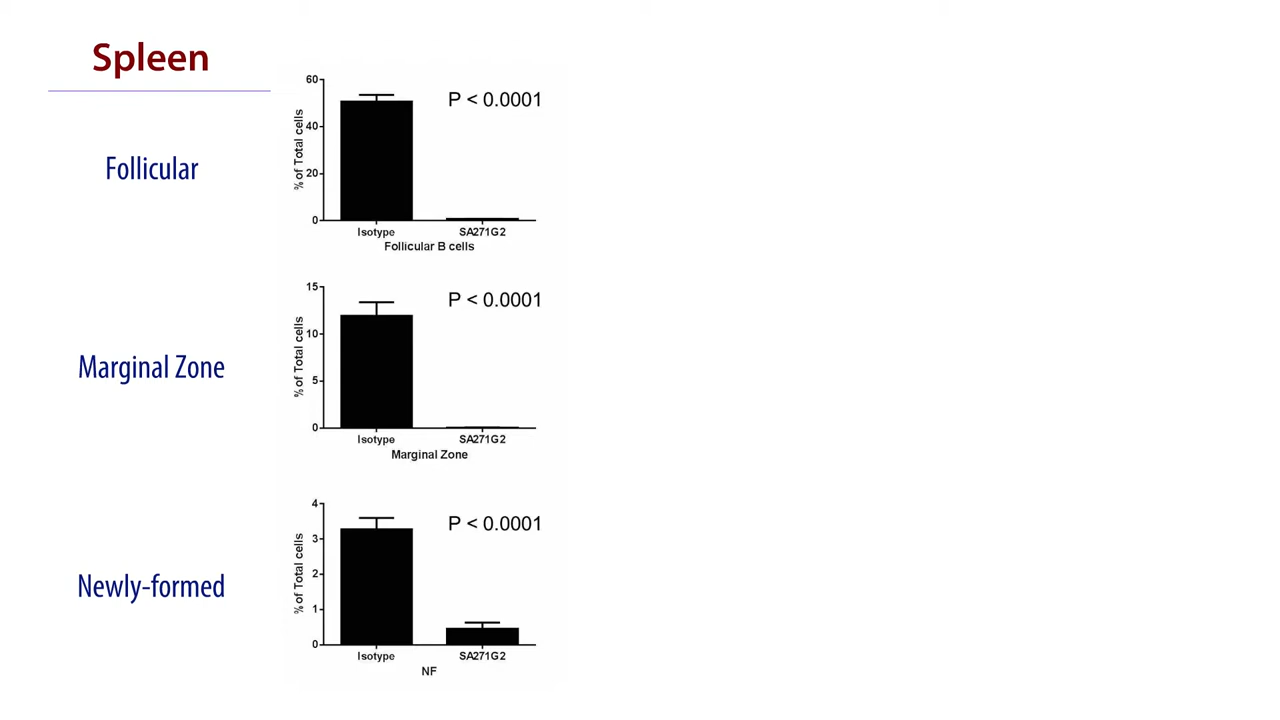 Spleen
Follicular
60
40
20
0
% of Total cells
P < 0.0001
Isotype
SA271G2
Follicular B cells
Marginal Zone
15
10
5
0
% of Total cells
P < 0.0001
Isotype
SA271G2
Marginal Zone
Newly-formed
4
3
2
1
0
% of Total cells
P < 0.0001
Isotype
SA271G2
NF